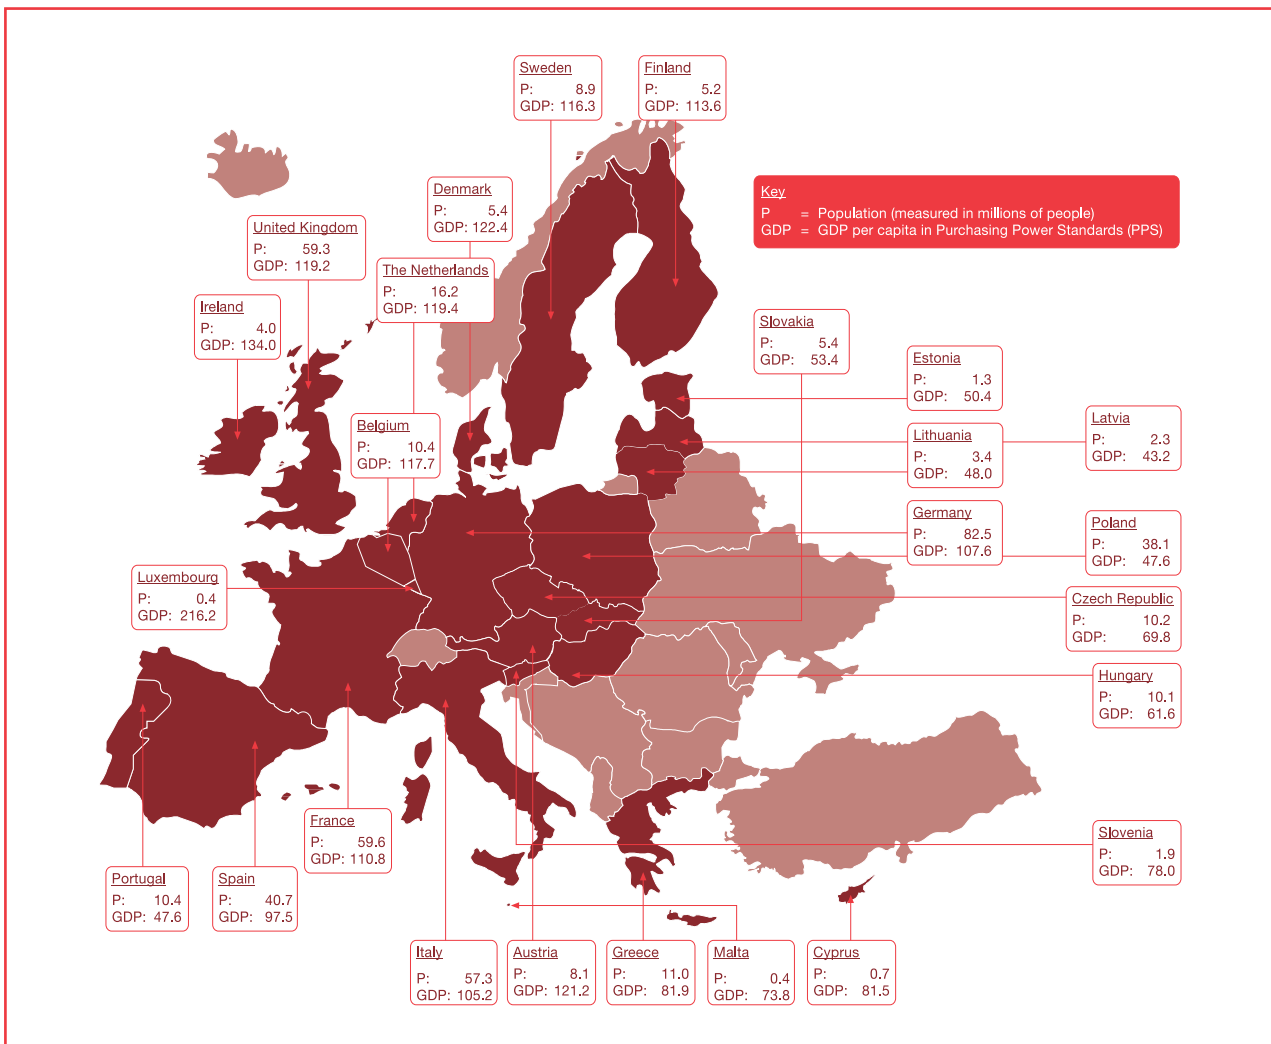 Sweden
P: 8.9
GDP: 116.3
Finland
P: 5.2
GDP: 113.6
Denmark
P: 5.4
GDP: 122.4
Key
P = Population (measured in millions of people)
GDP = GDP per capita in Purchasing Power Standards (PPS)
United Kingdom
P: 59.3
GDP: 119.2
The Netherlands
P: 16.2
GDP: 119.4
Ireland
P: 4.0
GDP: 134.0
Slovakia
P: 5.4
GDP: 53.4
Estonia
P: 1.3
GDP: 50.4
Belgium
P: 10.4
GDP: 117.7
Lithuania
P: 3.4
GDP: 48.0
Latvia
P: 2.3
GDP: 43.2
Germany
P: 82.5
GDP: 107.6
Poland
P: 38.1
GDP: 47.6
Luxembourg
P: 0.4
GDP: 216.2
Czech Republic
P: 10.2
GDP: 69.8
Hungary
P: 10.1
GDP: 61.6
France
P: 59.6
GDP: 110.8
Slovenia
P: 1.9
GDP: 78.0
Portugal
P: 10.4
GDP: 47.6
Spain
P: 40.7
GDP: 97.5
Italy
P: 57.3
GDP: 105.2
Austria
P: 8.1
GDP: 121.2
Greece
P: 11.0
GDP: 81.9
Malta
P: 0.4
GDP: 73.8
Cyprus
P: 0.7
GDP: 81.5